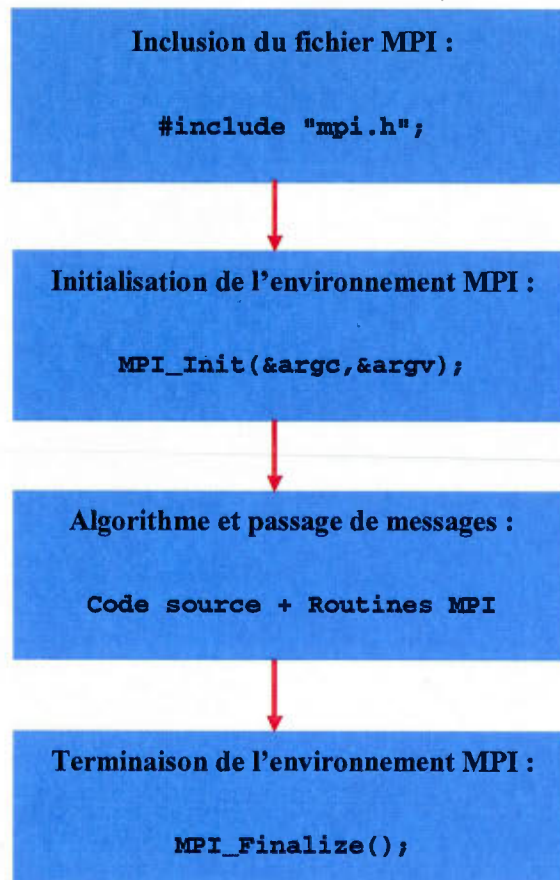 Inclusion du fichier MPI :
#include "mpi.h";
Initialisation de l'environnement MPI :
MPI_Init(&argc,&argv);
Algorithme et passage de messages :
Code source + Routines MPI
Terminaison de l'environnement MPI :
MPI_Finalize();